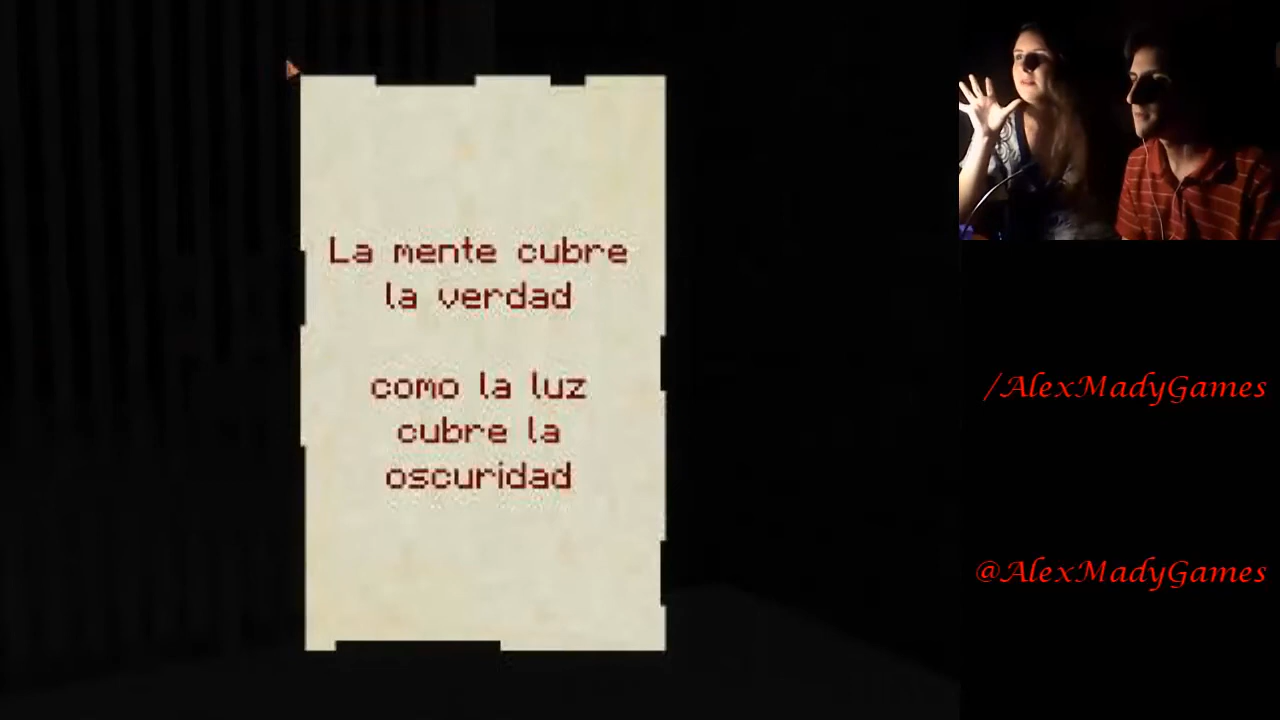 La mente cubre
la verdad
como la luz
cubre la
oscuridad
/AlexMadyGames
@AlexMadyGames